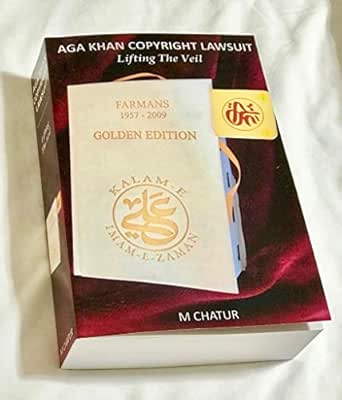 AGA KHAN COPYRIGHT LAWSUIT
Lifting The Veil
FARMANS
1957 - 2009
GOLDEN EDITION
KALAM-E
IMAM-E-ZAMAN
M CHATUR